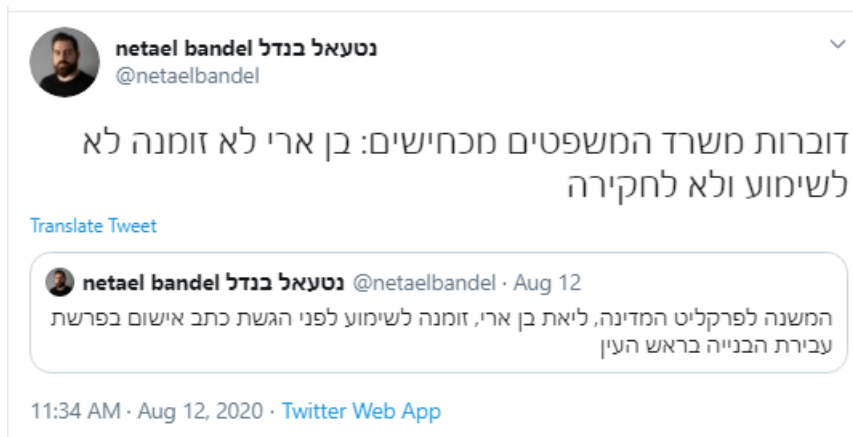 netael bandel נטעאל בנדל
@netaelbandel
דוברות משרד המשפטים מכחישים: בן ארי לא זומנה לא
לשימוע ולא לחקירה
Translate Tweet
netael bandel נטעאל בנדל @netaelbandel · Aug 12
המשנה לפרקליט המדינה, ליאת בן ארי, זומנה לשימוע לפני הגשת כתב אישום בפרשת
עבירת הבנייה בראש העין
11:34 AM · Aug 12, 2020 · Twitter Web App